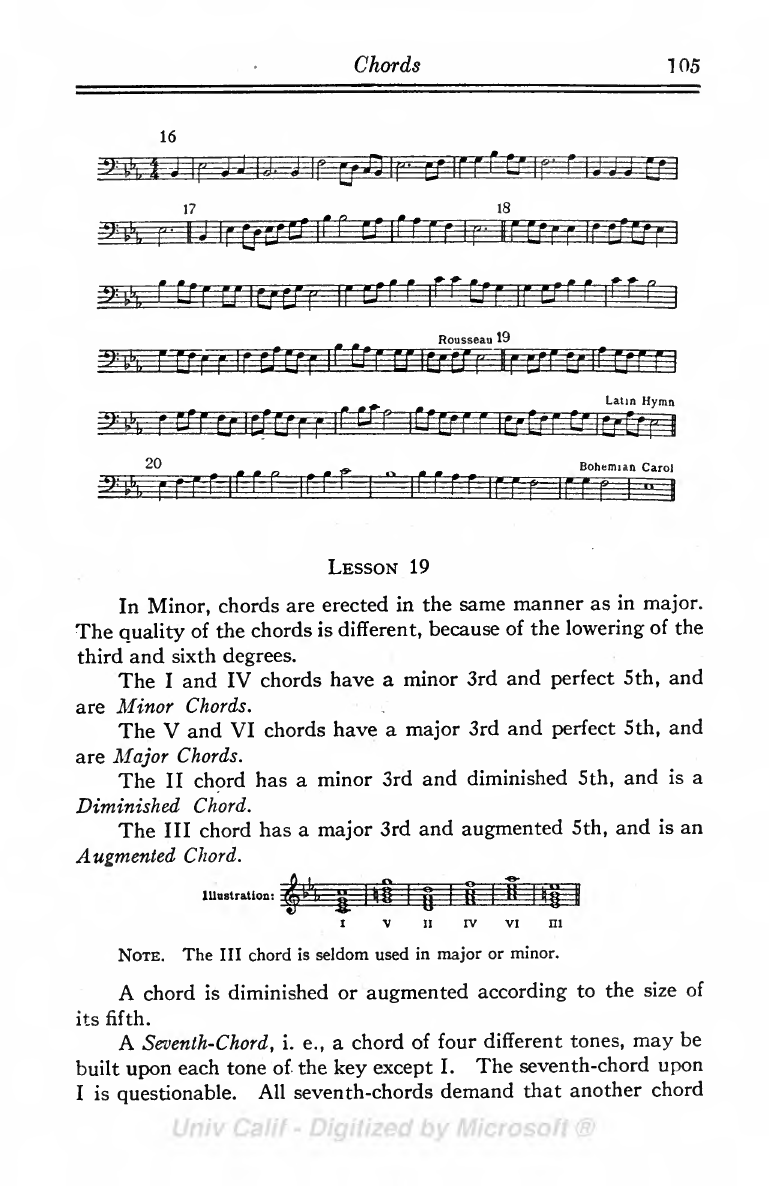 Chords 105
16
17 18
Rousseau 19
Latin Hymn
20 Bohemian Carol
Lesson 19
In Minor, chords are erected in the same manner as in major.
The quality of the chords is different, because of the lowering of the
third and sixth degrees.
The I and IV chords have a minor 3rd and perfect 5th, and
are Minor Chords.
The V and VI chords have a major 3rd and perfect 5th, and
are Major Chords.
The II chord has a minor 3rd and diminished 5th, and is a
Diminished Chord.
The III chord has a major 3rd and augmented 5th, and is an
Augmented Chord.
Illustration:
I V II IV VI III
Note. The III chord is seldom used in major or minor.
A chord is diminished or augmented according to the size of
its fifth.
A Seventh-Chord, i. e., a chord of four different tones, may be
built upon each tone of the key except I. The seventh-chord upon
I is questionable. All seventh-chords demand that another chord
Univ Calif - Digitized by Microsoft ®